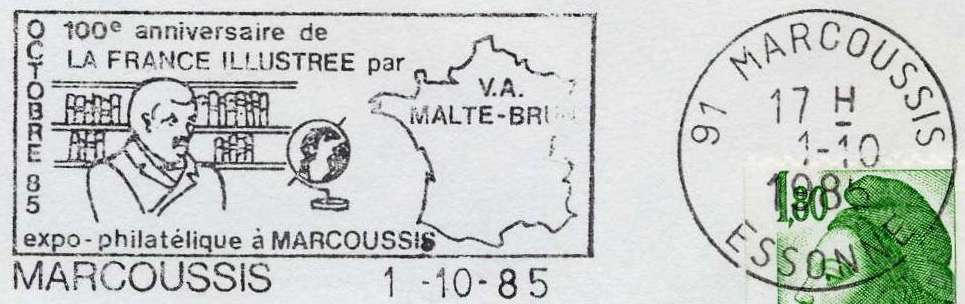 OCTOBRE 85
100e anniversaire de
LA FRANCE ILLUSTREE par
V.A.
MALTE-BRUN
expo-philatélique à MARCOUSSIS
MARCOUSSIS 1-10-85
91 MARCOUSSIS
17 H
1-10
1985
ESSONNE
1,80